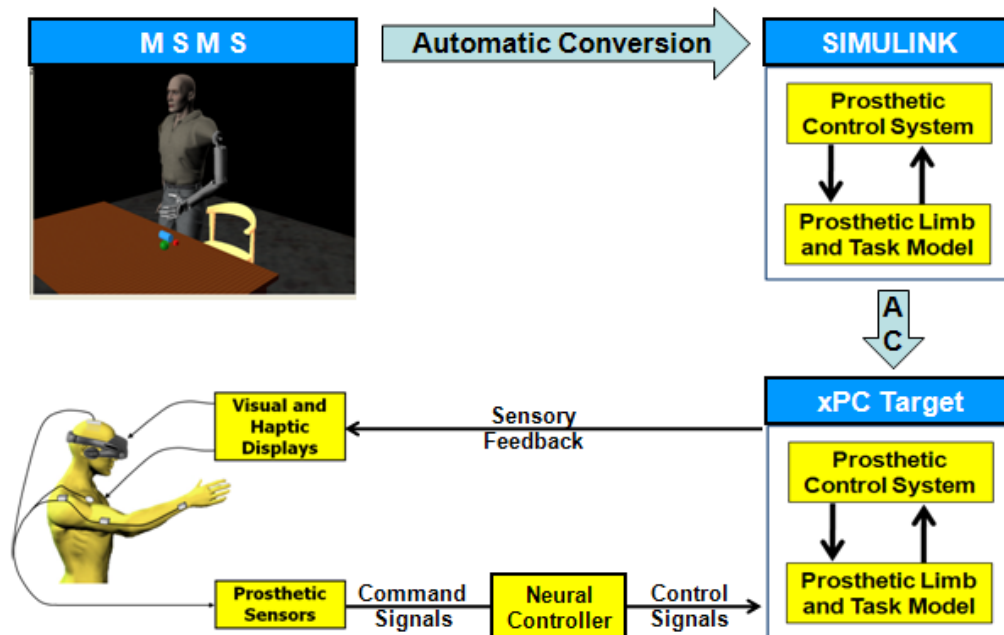 M S M S
Automatic Conversion
SIMULINK
Prosthetic
Control System
Prosthetic Limb
and Task Model
A
C
xPC Target
Prosthetic
Control System
Prosthetic Limb
and Task Model
Visual and
Haptic
Displays
Sensory
Feedback
Prosthetic
Sensors
Command
Signals
Neural
Controller
Control
Signals